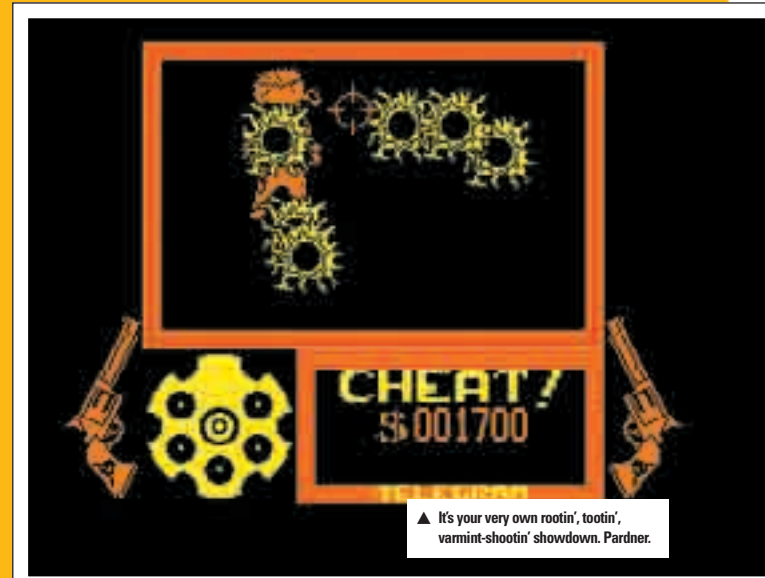 CHEAT!
$001700
▲ It's your very own rootin', tootin',
varmint-shootin' showdown. Pardner.